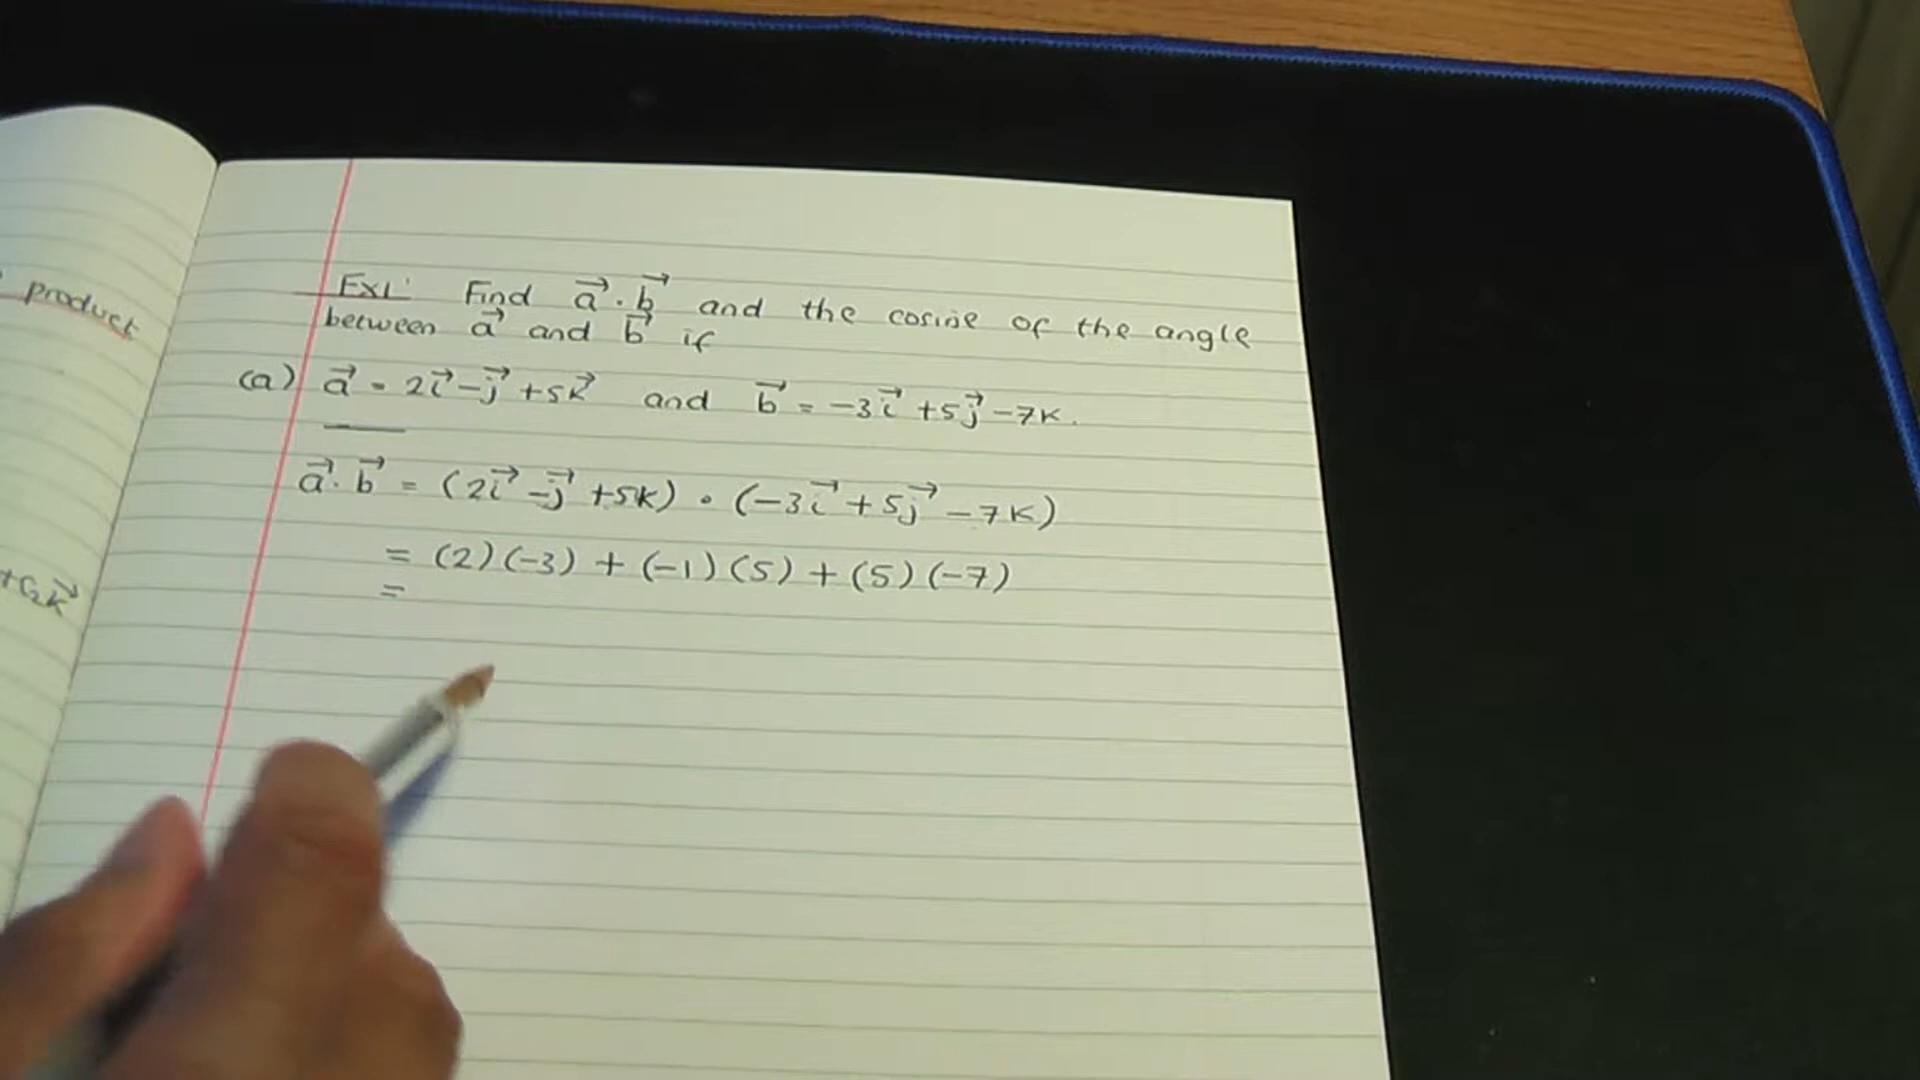 product
+c₂k⃗
Ex1: Find a⃗ · b⃗ and the cosine of the angle
between a⃗ and b⃗ if
(a) a⃗ = 2i⃗ - j⃗ + 5k⃗ and b⃗ = -3i⃗ + 5j⃗ - 7k.
a⃗ · b⃗ = (2i⃗ - j⃗ + 5k) · (-3i⃗ + 5j⃗ - 7k)
= (2)(-3) + (-1)(5) + (5)(-7)
=